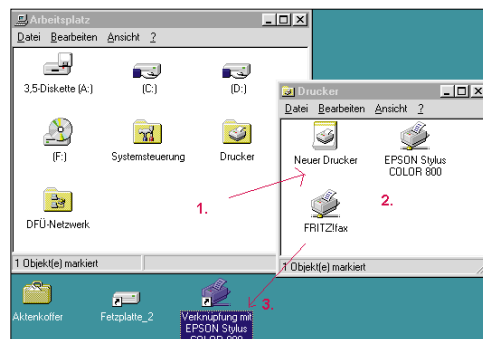 Arbeitsplatz
Datei Bearbeiten Ansicht ?
3,5-Diskette (A:) (C:) (D:)
(F:) Systemsteuerung Drucker
DFÜ-Netzwerk
1 Objekt(e) markiert
Drucker
Datei Bearbeiten Ansicht ?
Neuer Drucker EPSON Stylus
COLOR 800
FRITZ!fax
1 Objekt(e) markiert
1.
2.
3.
Aktenkoffer Fetzplatte_2 Verknüpfung mit
EPSON Stylus
COLOR 800